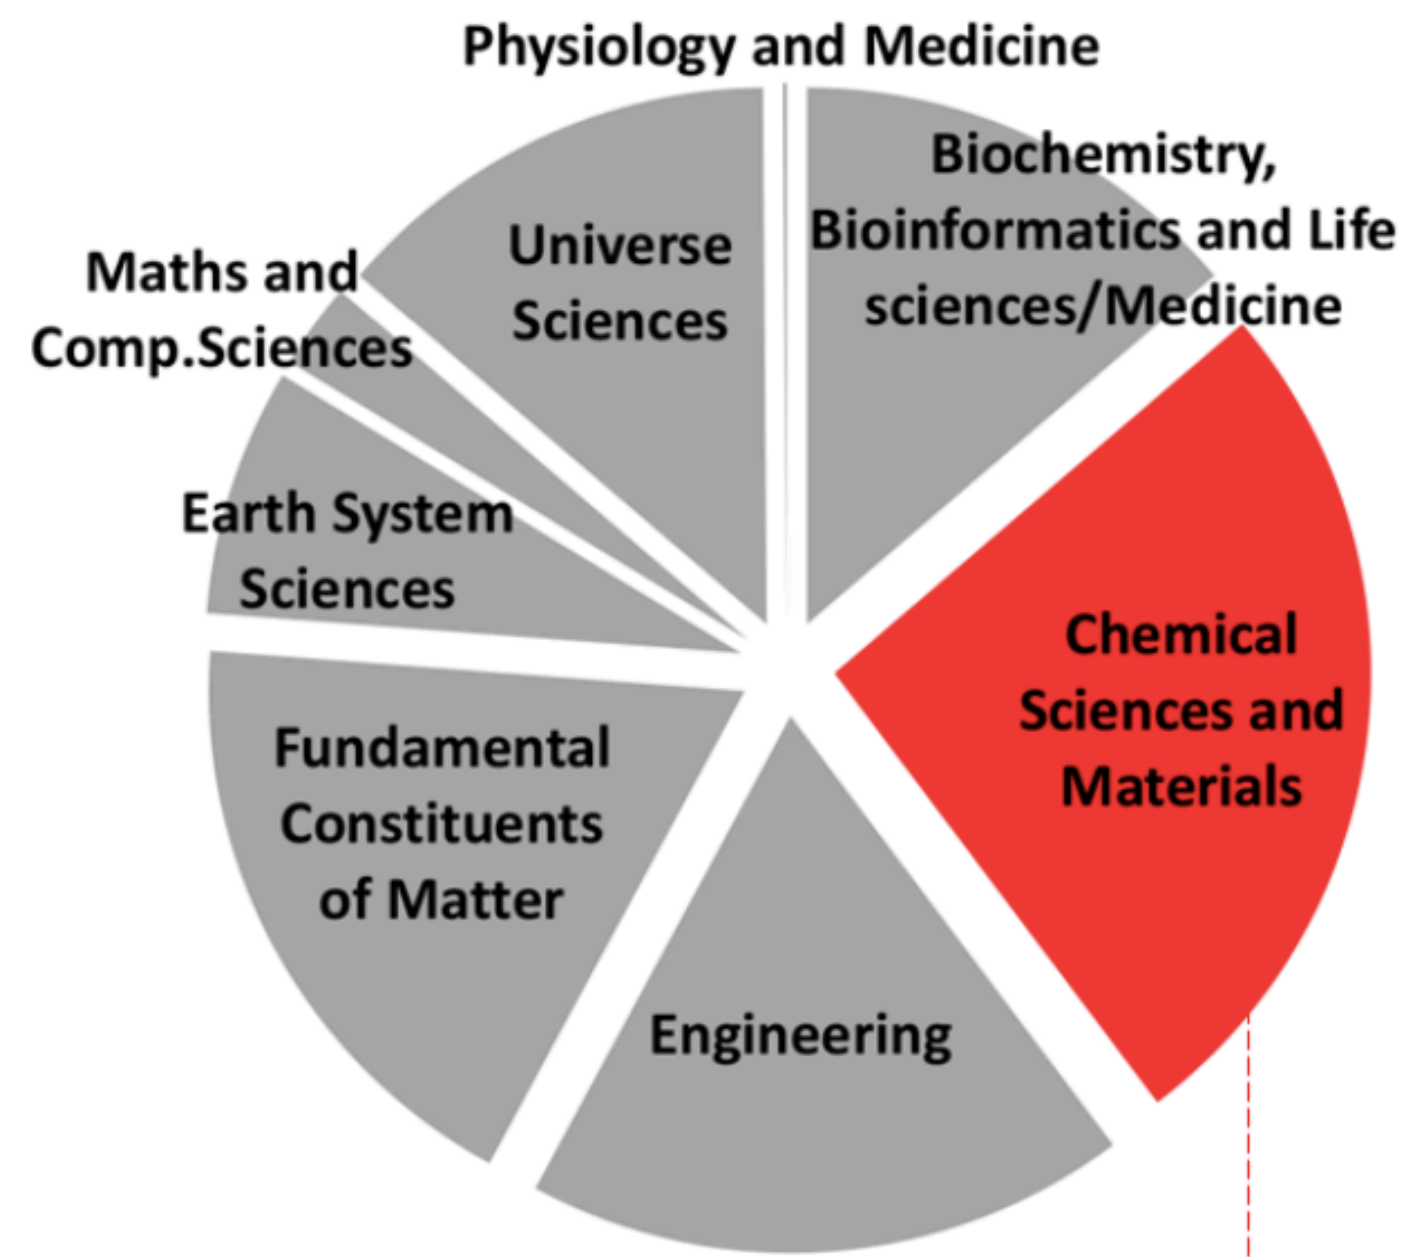 Physiology and Medicine
Biochemistry,
Bioinformatics and Life
sciences/Medicine
Universe
Sciences
Maths and
Comp.Sciences
Earth System
Sciences
Chemical
Sciences and
Materials
Fundamental
Constituents
of Matter
Engineering